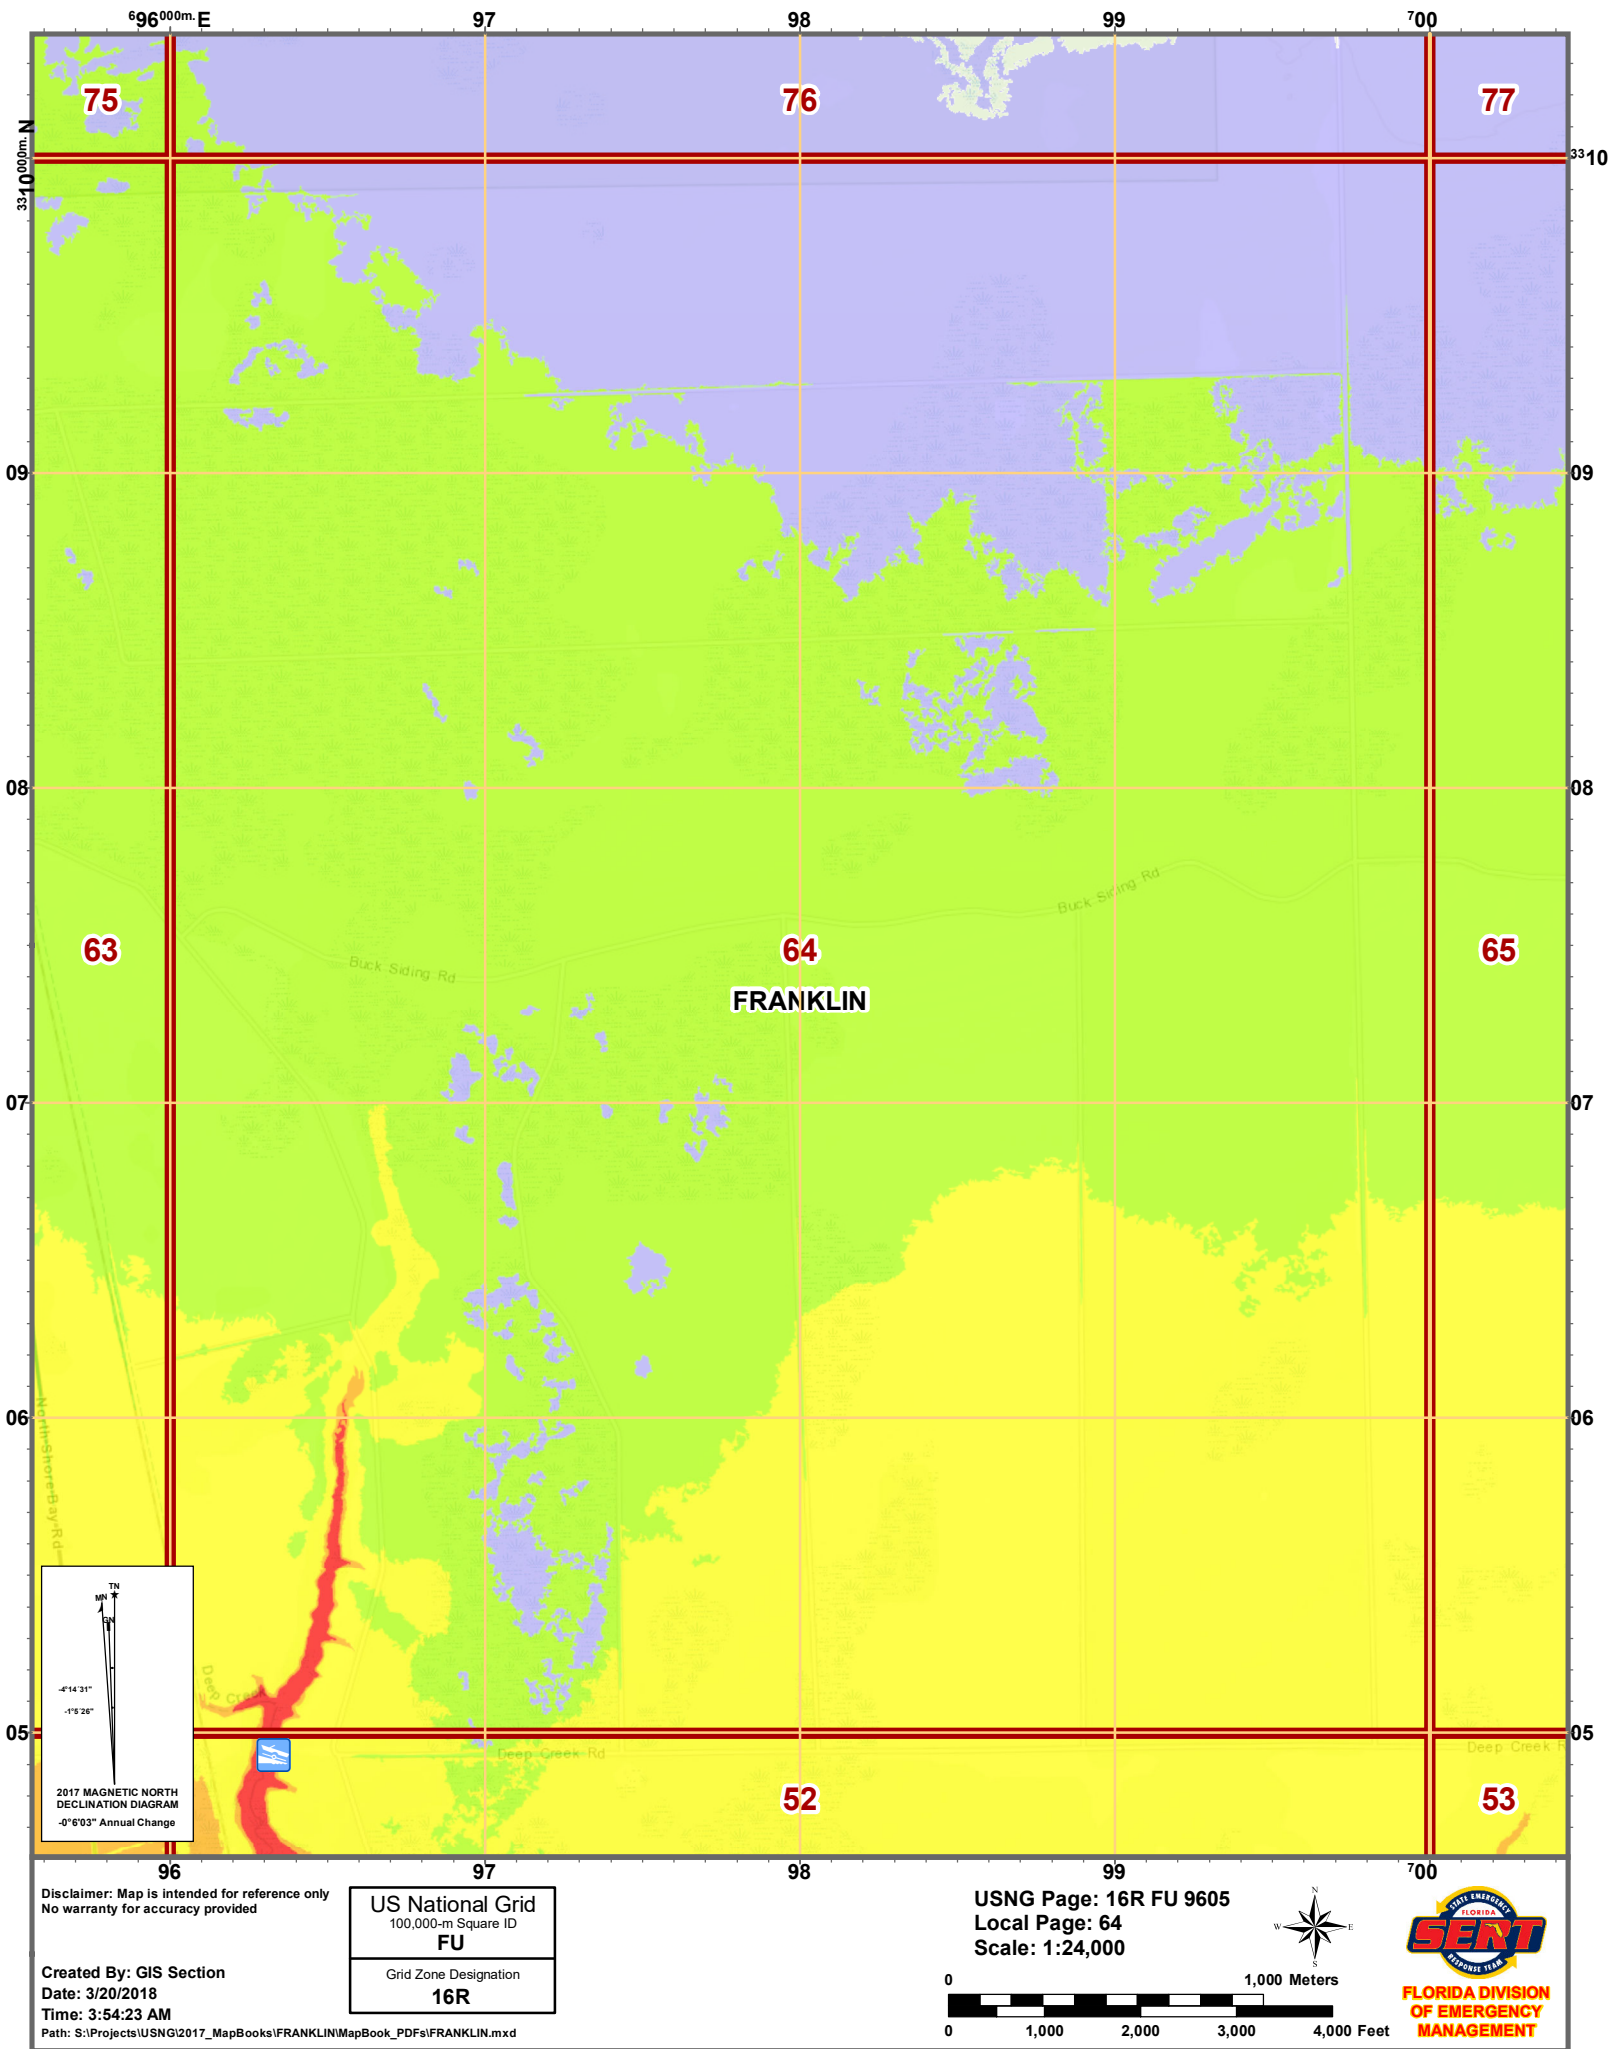 696000m. E
97
98
99
700
75
76
77
3310000m. N
3310
09
09
08
08
Buck Siding Rd
63
64
65
Buck Siding Rd
FRANKLIN
07
07
06
06
North Shore Bay Rd
TN
MN
GN
-4°14'31"
-1°5'26"
2017 MAGNETIC NORTH
DECLINATION DIAGRAM
-0°6'03" Annual Change
Deep Creek
05
05
Deep Creek Rd
Deep Creek R
52
53
96
97
98
99
700
Disclaimer: Map is intended for reference only
No warranty for accuracy provided
Created By: GIS Section
Date: 3/20/2018
Time: 3:54:23 AM
Path: S:\Projects\USNG\2017_MapBooks\FRANKLIN\MapBook_PDFs\FRANKLIN.mxd
US National Grid
100,000-m Square ID
FU
Grid Zone Designation
16R
USNG Page: 16R FU 9605
Local Page: 64
Scale: 1:24,000
N
W E
S
0 1,000 Meters
0 1,000 2,000 3,000 4,000 Feet
STATE EMERGENCY
FLORIDA
SERT
RESPONSE TEAM
FLORIDA DIVISION
OF EMERGENCY
MANAGEMENT